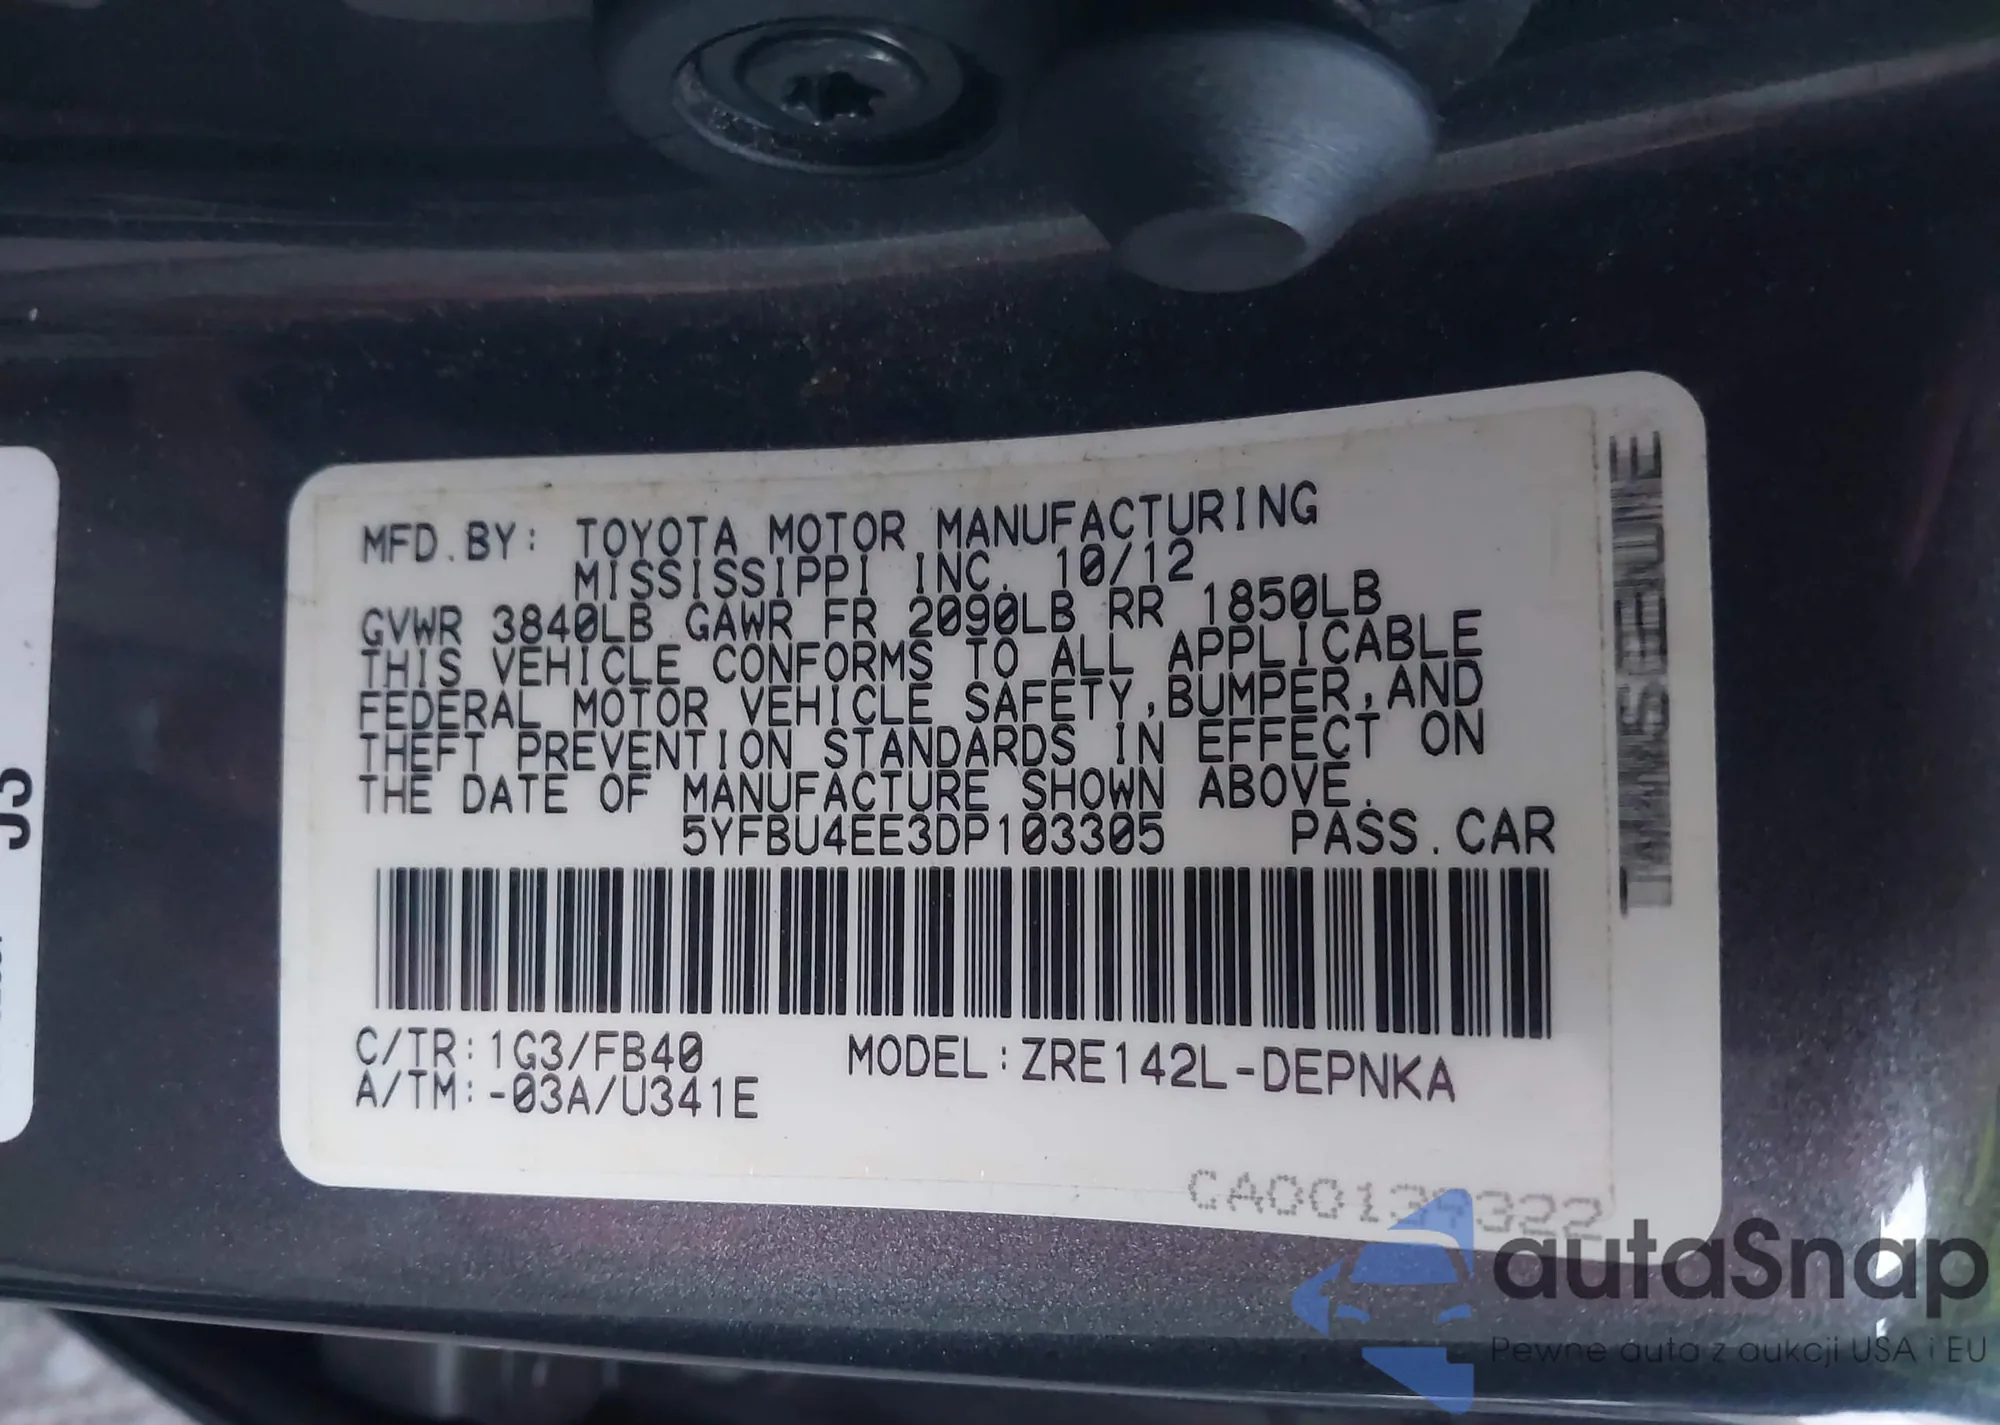 MFD.BY: TOYOTA MOTOR MANUFACTURING
MISSISSIPPI INC. 10/12
GVWR 3840LB GAWR FR 2090LB RR 1850LB
THIS VEHICLE CONFORMS TO ALL APPLICABLE
FEDERAL MOTOR VEHICLE SAFETY,BUMPER,AND
THEFT PREVENTION STANDARDS IN EFFECT ON
THE DATE OF MANUFACTURE SHOWN ABOVE.
5YFBU4EE3DP103305 PASS.CAR
C/TR:1G3/FB40 MODEL:ZRE142L-DEPNKA
A/TM:-03A/U341E
CA00139322
J3
autaSnap
Pewne auta z aukcji USA i EU